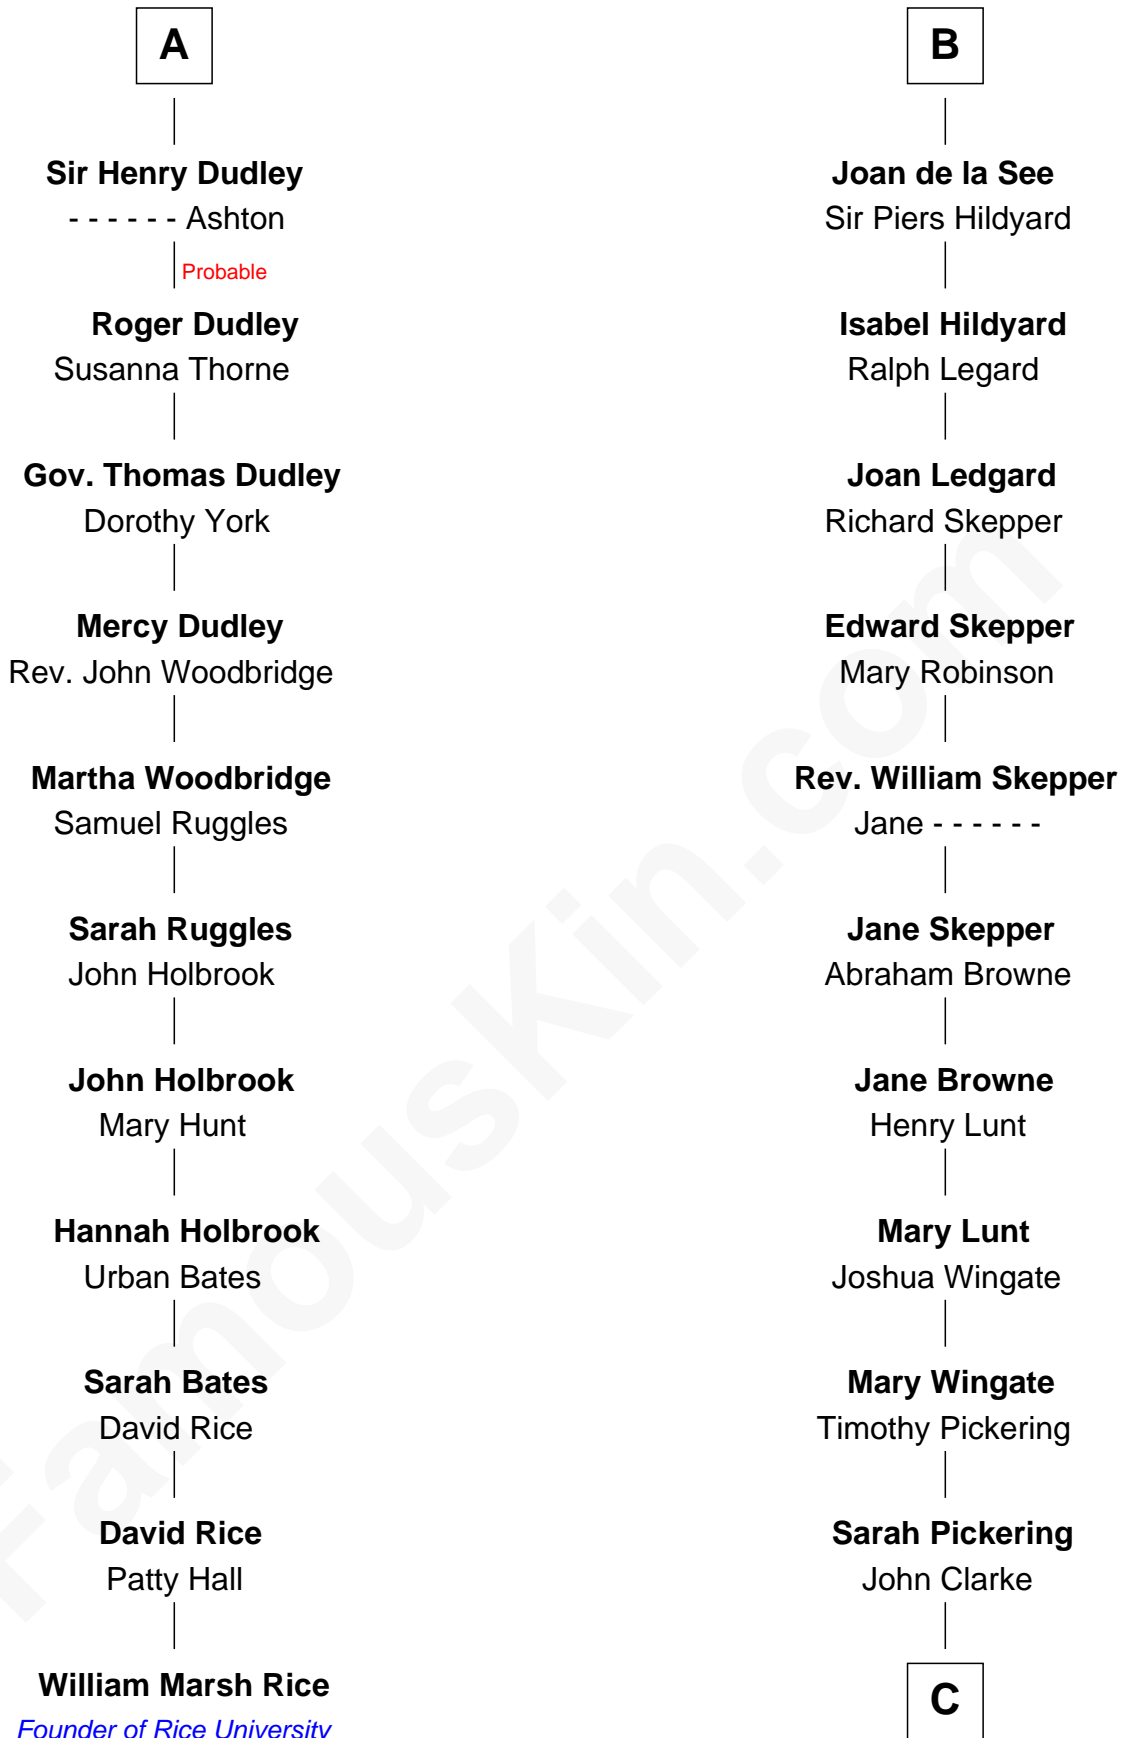 A
Sir Henry Dudley
- - - - - - Ashton
Probable
Roger Dudley
Susanna Thorne
Gov. Thomas Dudley
Dorothy York
Mercy Dudley
Rev. John Woodbridge
Martha Woodbridge
Samuel Ruggles
Sarah Ruggles
John Holbrook
John Holbrook
Mary Hunt
Hannah Holbrook
Urban Bates
Sarah Bates
David Rice
David Rice
Patty Hall
William Marsh Rice
Founder of Rice University
B
Joan de la See
Sir Piers Hildyard
Isabel Hildyard
Ralph Legard
Joan Ledgard
Richard Skepper
Edward Skepper
Mary Robinson
Rev. William Skepper
Jane - - - - - -
Jane Skepper
Abraham Browne
Jane Browne
Henry Lunt
Mary Lunt
Joshua Wingate
Mary Wingate
Timothy Pickering
Sarah Pickering
John Clarke
C
FamousKin.com